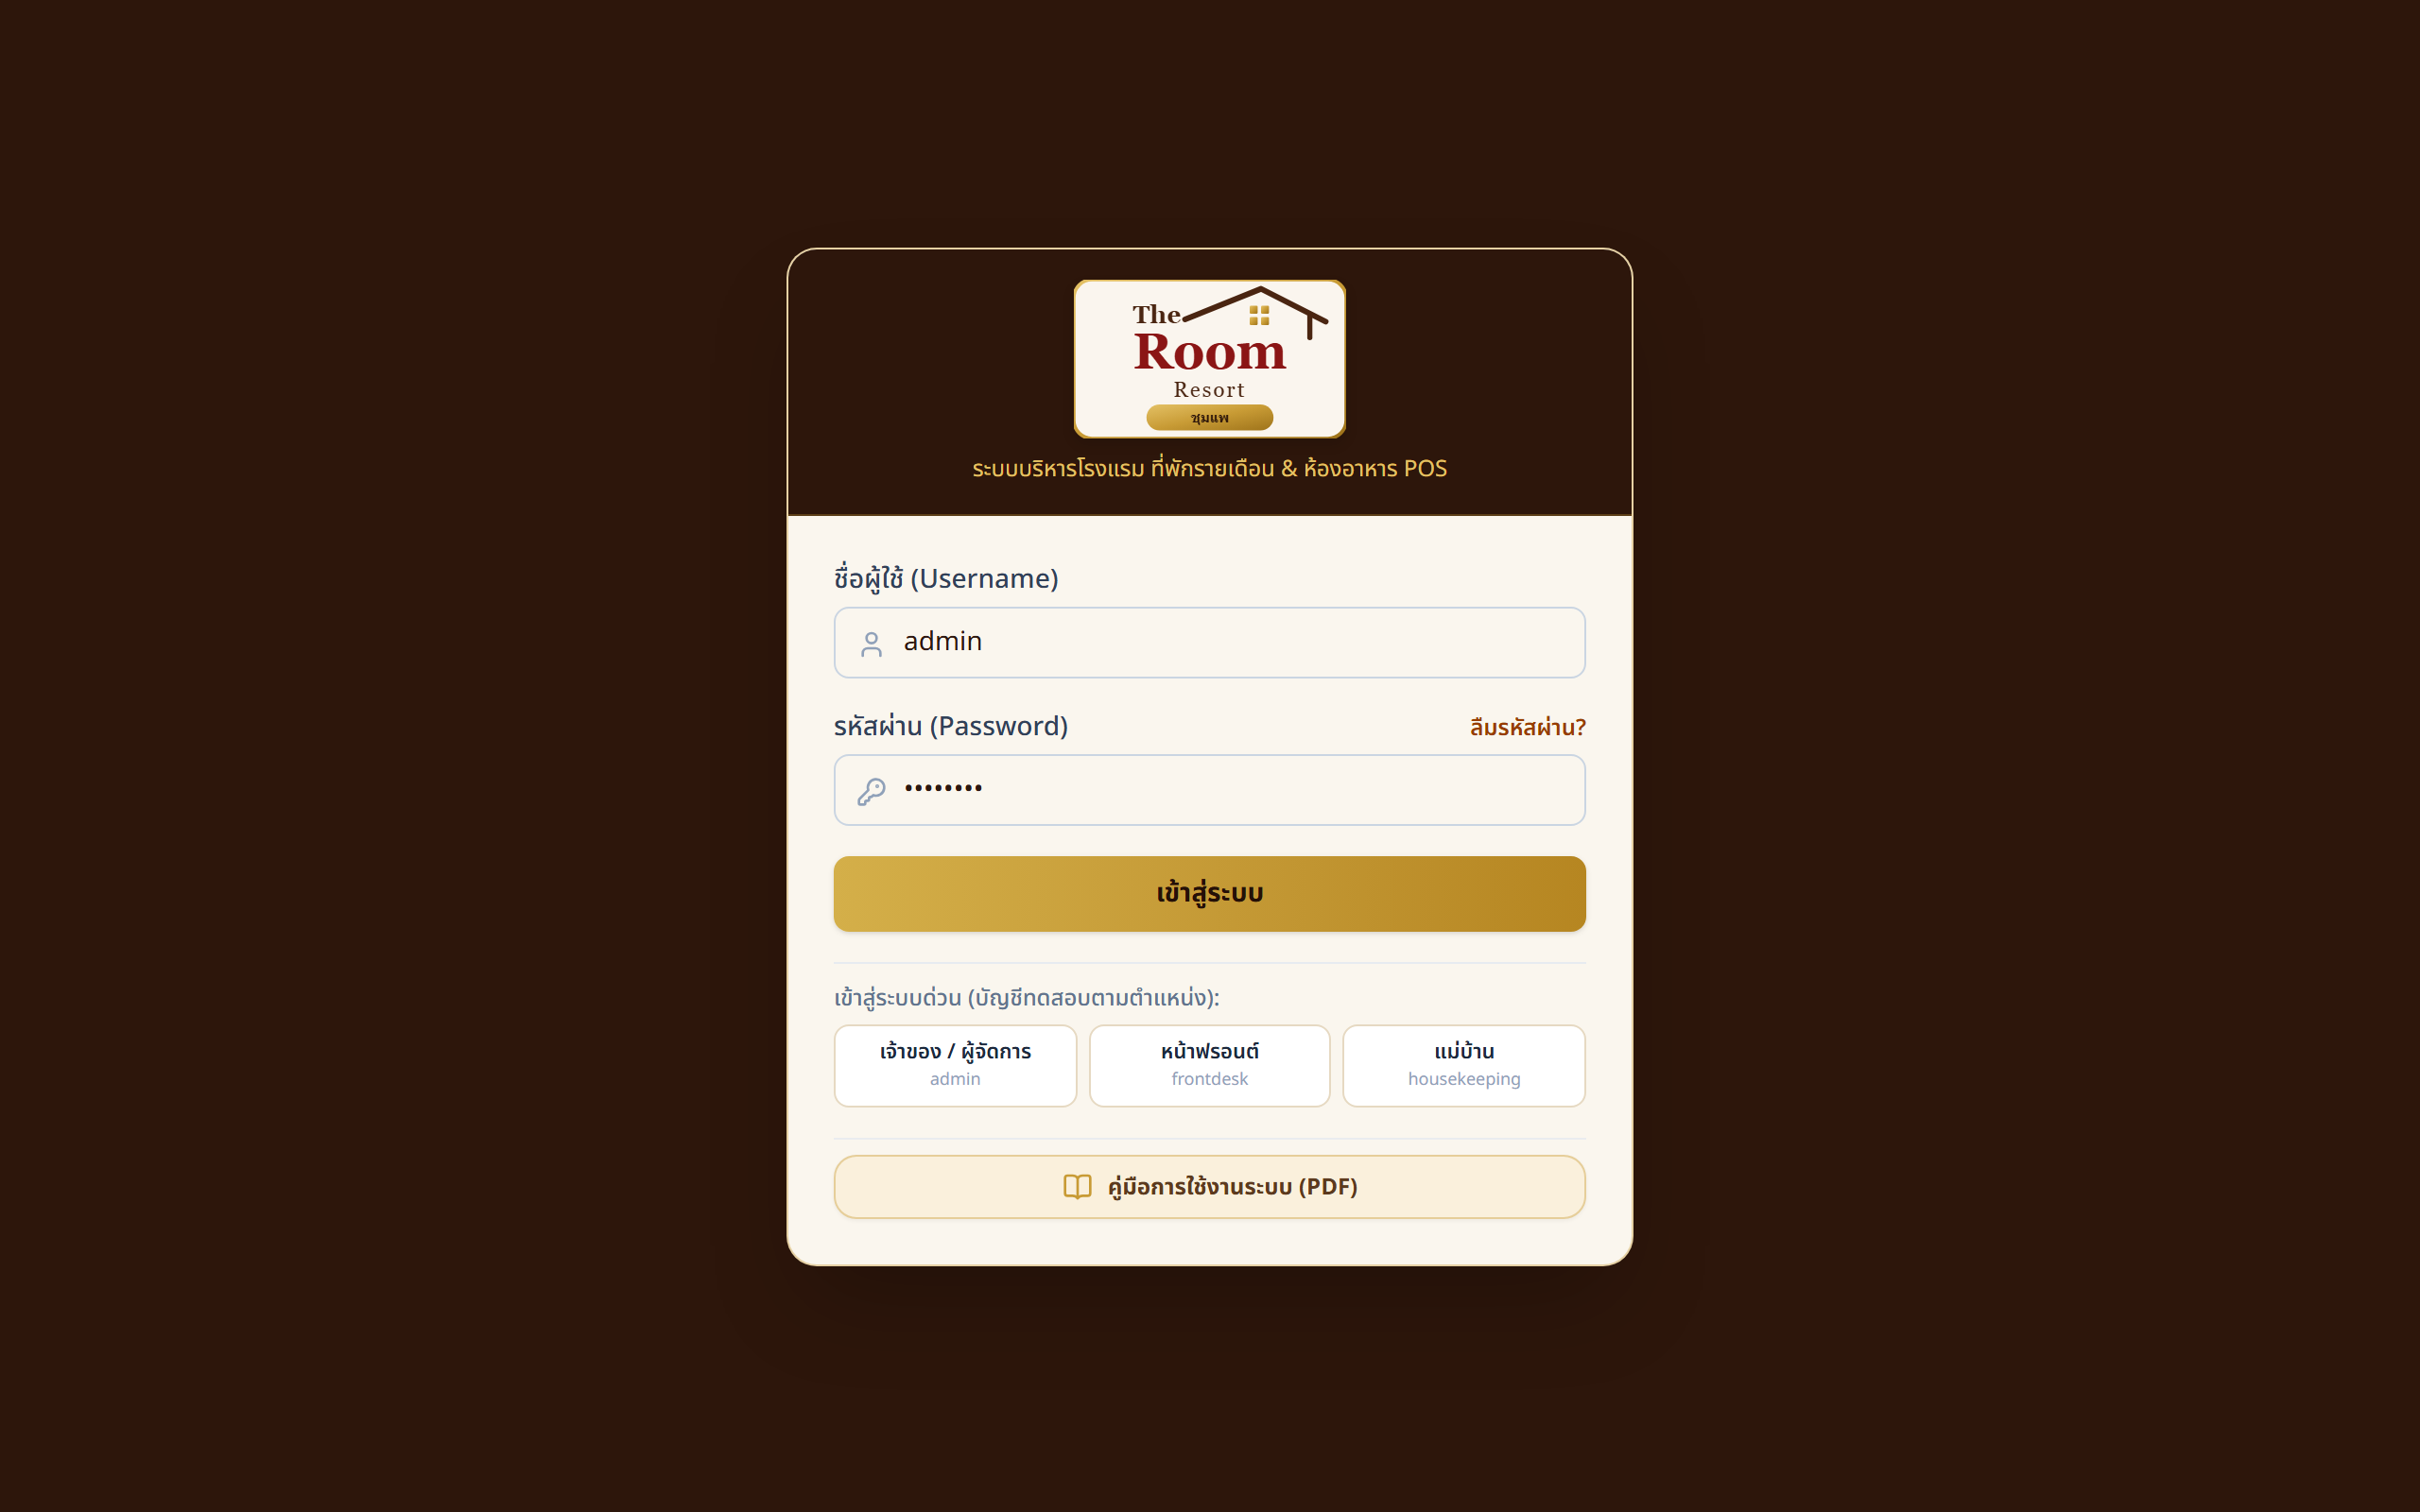 The
Room
Resort
ชุมแพ
ระบบบริหารโรงแรม ที่พักรายเดือน & ห้องอาหาร POS
ชื่อผู้ใช้ (Username)
admin
รหัสผ่าน (Password)
ลืมรหัสผ่าน?
••••••••
เข้าสู่ระบบ
เข้าสู่ระบบด่วน (บัญชีทดสอบตามตำแหน่ง):
เจ้าของ / ผู้จัดการ
admin
หน้าฟรอนต์
frontdesk
แม่บ้าน
housekeeping
คู่มือการใช้งานระบบ (PDF)